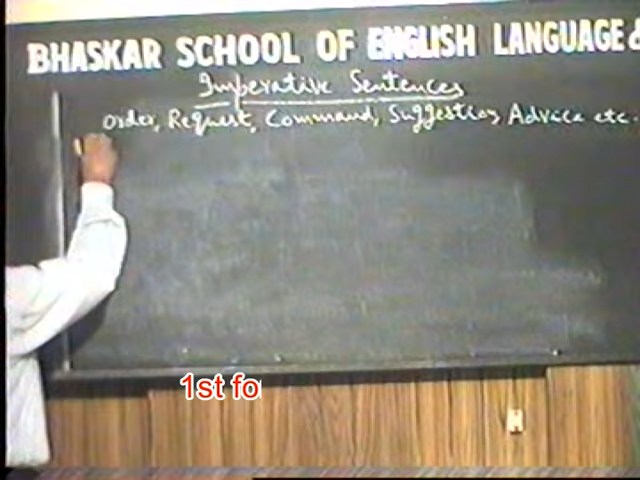 BHASKAR SCHOOL OF ENGLISH LANGUAGE &
Imperative Sentences
Order, Request, Command, Suggestion, Advice etc.
1st fo